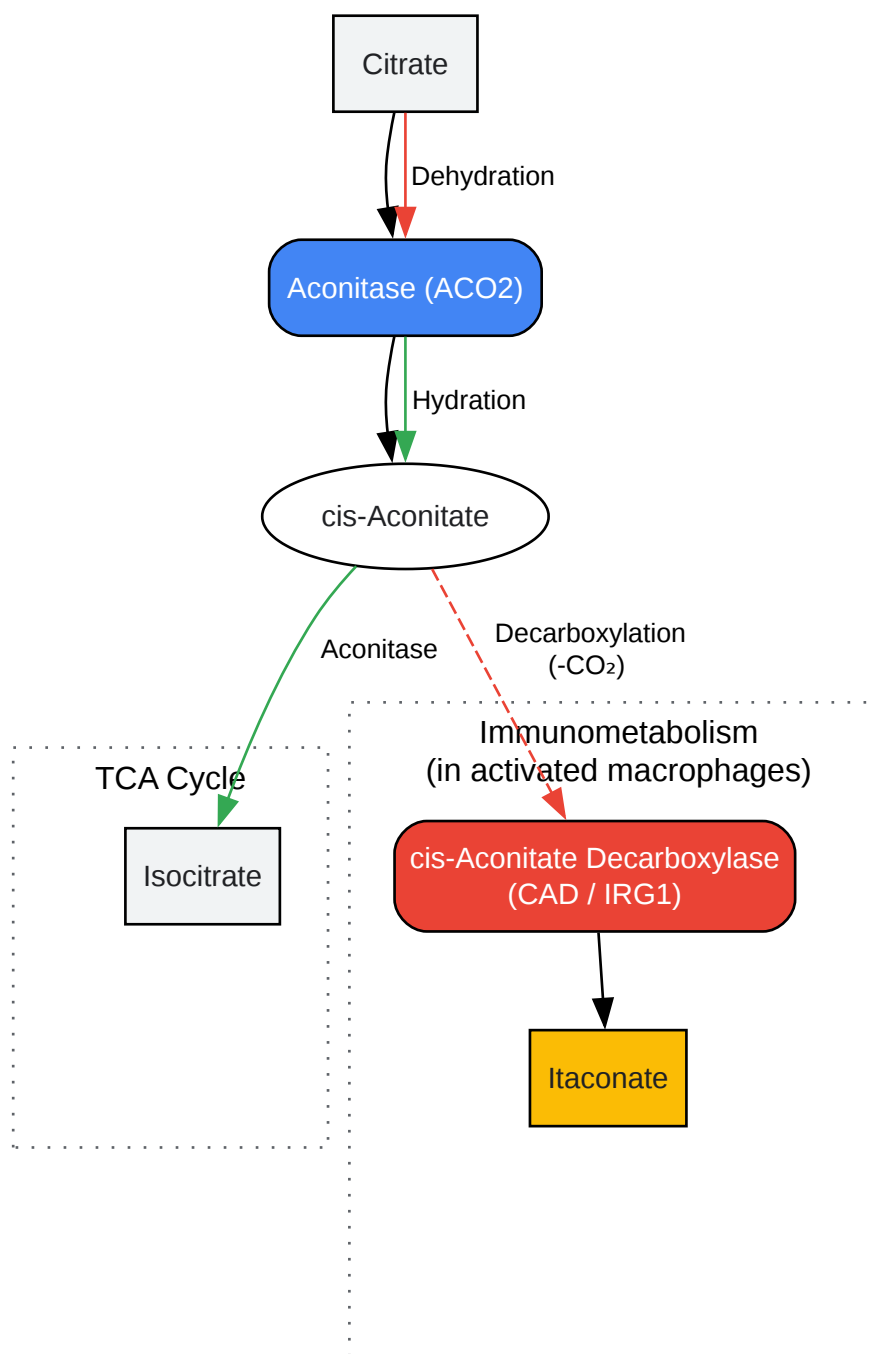 Citrate
Dehydration
Aconitase (ACO2)
Hydration
cis-Aconitate
Aconitase
Decarboxylation
(-CO₂)
TCA Cycle
Immunometabolism
(in activated macrophages)
Isocitrate
cis-Aconitate Decarboxylase
(CAD / IRG1)
Itaconate